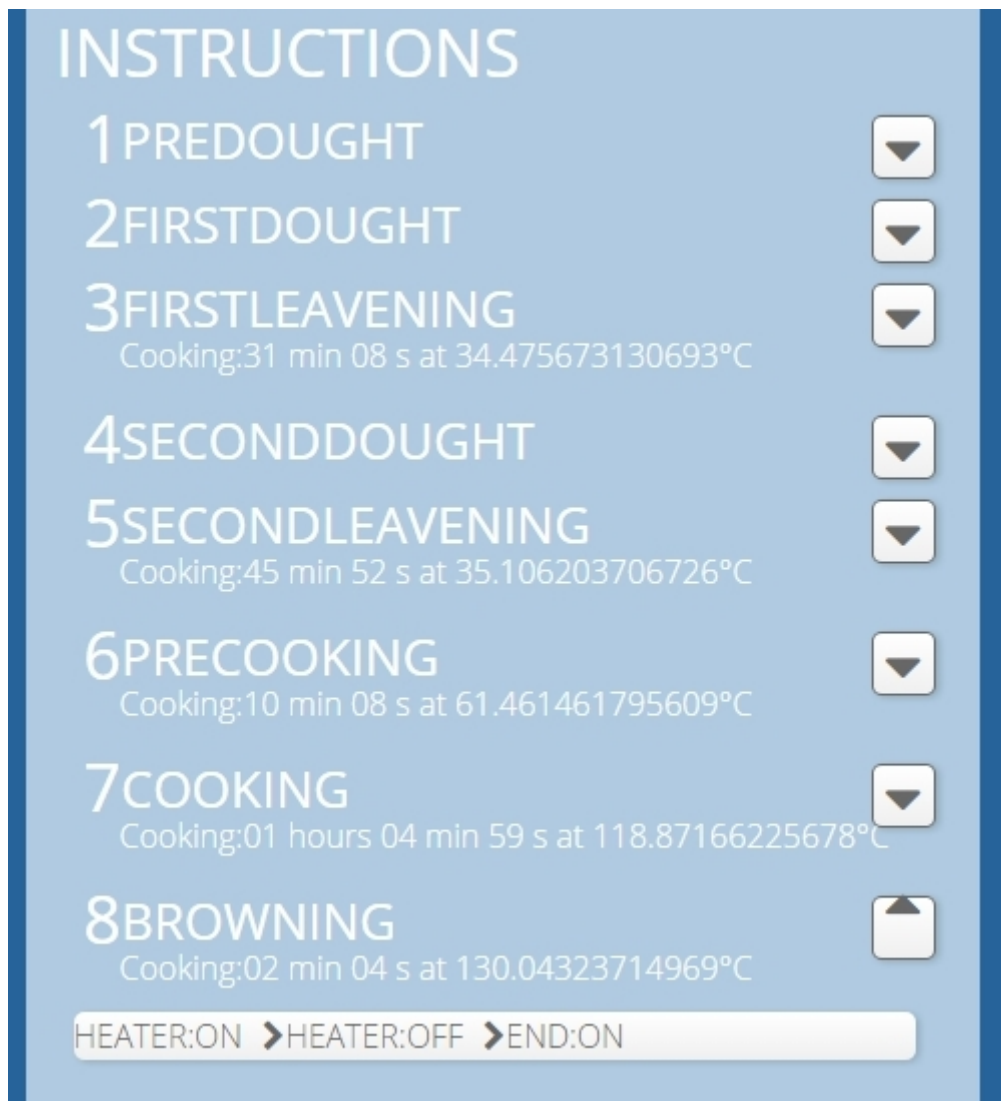 INSTRUCTIONS
1PREDOUGHT
2FIRSTDOUGHT
3FIRSTLEAVENING
Cooking:31 min 08 s at 34.475673130693°C
4SECONDDOUGHT
5SECONDLEAVENING
Cooking:45 min 52 s at 35.106203706726°C
6PRECOOKING
Cooking:10 min 08 s at 61.461461795609°C
7COOKING
Cooking:01 hours 04 min 59 s at 118.87166225678°C
8BROWNING
Cooking:02 min 04 s at 130.04323714969°C
HEATER:ON HEATER:OFF END:ON